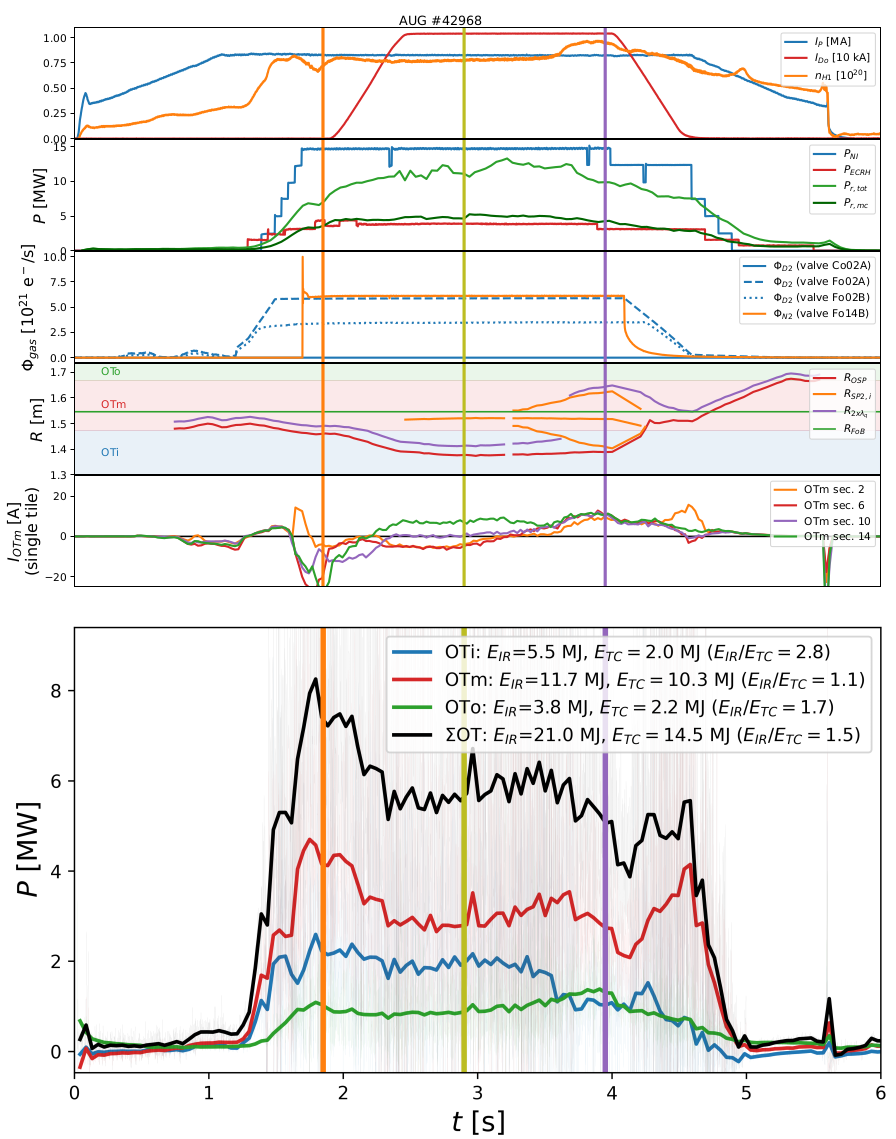 AUG #42968
1.00
0.75
0.50
0.25
0.00
I_P [MA]
I_Do [10 kA]
n_H1 [10^20]
15
10
5
0
P [MW]
P_NI
P_ECRH
P_r,tot
P_r,mc
10.0
7.5
5.0
2.5
0.0
Φ_gas [10^21 e^- /s]
Φ_D2 (valve Co02A)
Φ_D2 (valve Fo02A)
Φ_D2 (valve Fo02B)
Φ_N2 (valve Fo14B)
1.7
1.6
1.5
1.4
1.3
R [m]
OTo
OTm
OTi
R_OSP
R_SP2,i
R_2xλq
R_FoB
20
0
−20
I_OTm [A]
(single tile)
OTm sec. 2
OTm sec. 6
OTm sec. 10
OTm sec. 14
8
6
4
2
0
P [MW]
OTi: E_IR=5.5 MJ, E_TC = 2.0 MJ (E_IR/E_TC = 2.8)
OTm: E_IR=11.7 MJ, E_TC = 10.3 MJ (E_IR/E_TC = 1.1)
OTo: E_IR=3.8 MJ, E_TC = 2.2 MJ (E_IR/E_TC = 1.7)
ΣOT: E_IR=21.0 MJ, E_TC = 14.5 MJ (E_IR/E_TC = 1.5)
0 1 2 3 4 5 6
t [s]